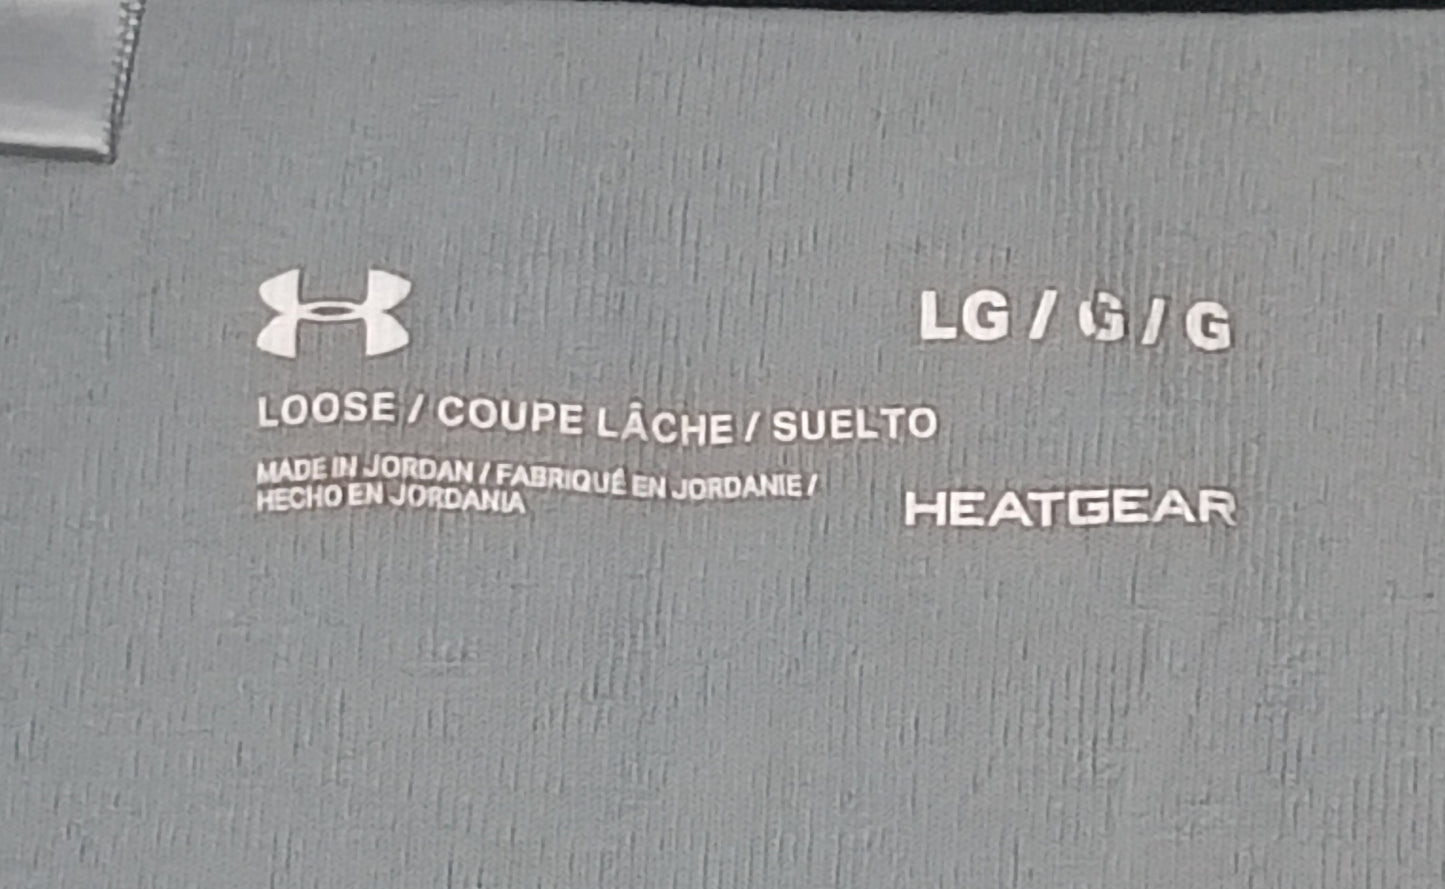 LG / G / G
LOOSE / COUPE LÂCHE / SUELTO
MADE IN JORDAN / FABRIQUÉ EN JORDANIE /
HECHO EN JORDANIA
HEATGEAR